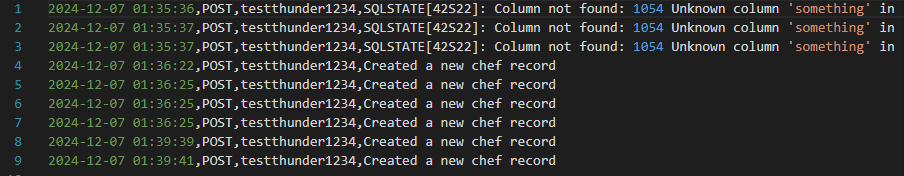 1 2024-12-07 01:35:36,POST,testthunder1234,SQLSTATE[42S22]: Column not found: 1054 Unknown column 'something' in
2 2024-12-07 01:35:37,POST,testthunder1234,SQLSTATE[42S22]: Column not found: 1054 Unknown column 'something' in
3 2024-12-07 01:35:37,POST,testthunder1234,SQLSTATE[42S22]: Column not found: 1054 Unknown column 'something' in
4 2024-12-07 01:36:22,POST,testthunder1234,Created a new chef record
5 2024-12-07 01:36:25,POST,testthunder1234,Created a new chef record
6 2024-12-07 01:36:25,POST,testthunder1234,Created a new chef record
7 2024-12-07 01:36:25,POST,testthunder1234,Created a new chef record
8 2024-12-07 01:39:39,POST,testthunder1234,Created a new chef record
9 2024-12-07 01:39:41,POST,testthunder1234,Created a new chef record